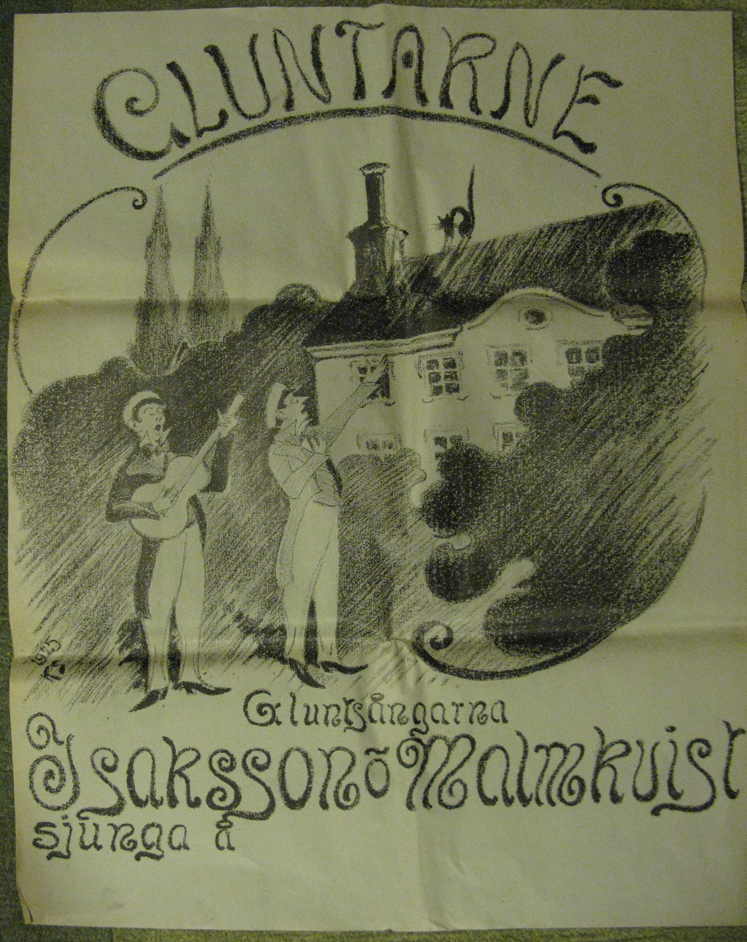 GLUNTARNE
Gluntsångarna
Isaksson ō Malmkvist
sjunga å